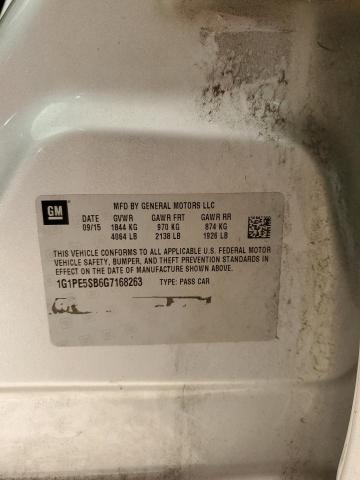 GM
MFD BY GENERAL MOTORS LLC
DATE GVWR GAWR FRT GAWR RR
09/15 1844 KG 970 KG 874 KG
4064 LB 2138 LB 1926 LB
THIS VEHICLE CONFORMS TO ALL APPLICABLE U.S. FEDERAL MOTOR
VEHICLE SAFETY, BUMPER, AND THEFT PREVENTION STANDARDS IN
EFFECT ON THE DATE OF MANUFACTURE SHOWN ABOVE.
1G1PE5SB6G7168263 TYPE: PASS CAR